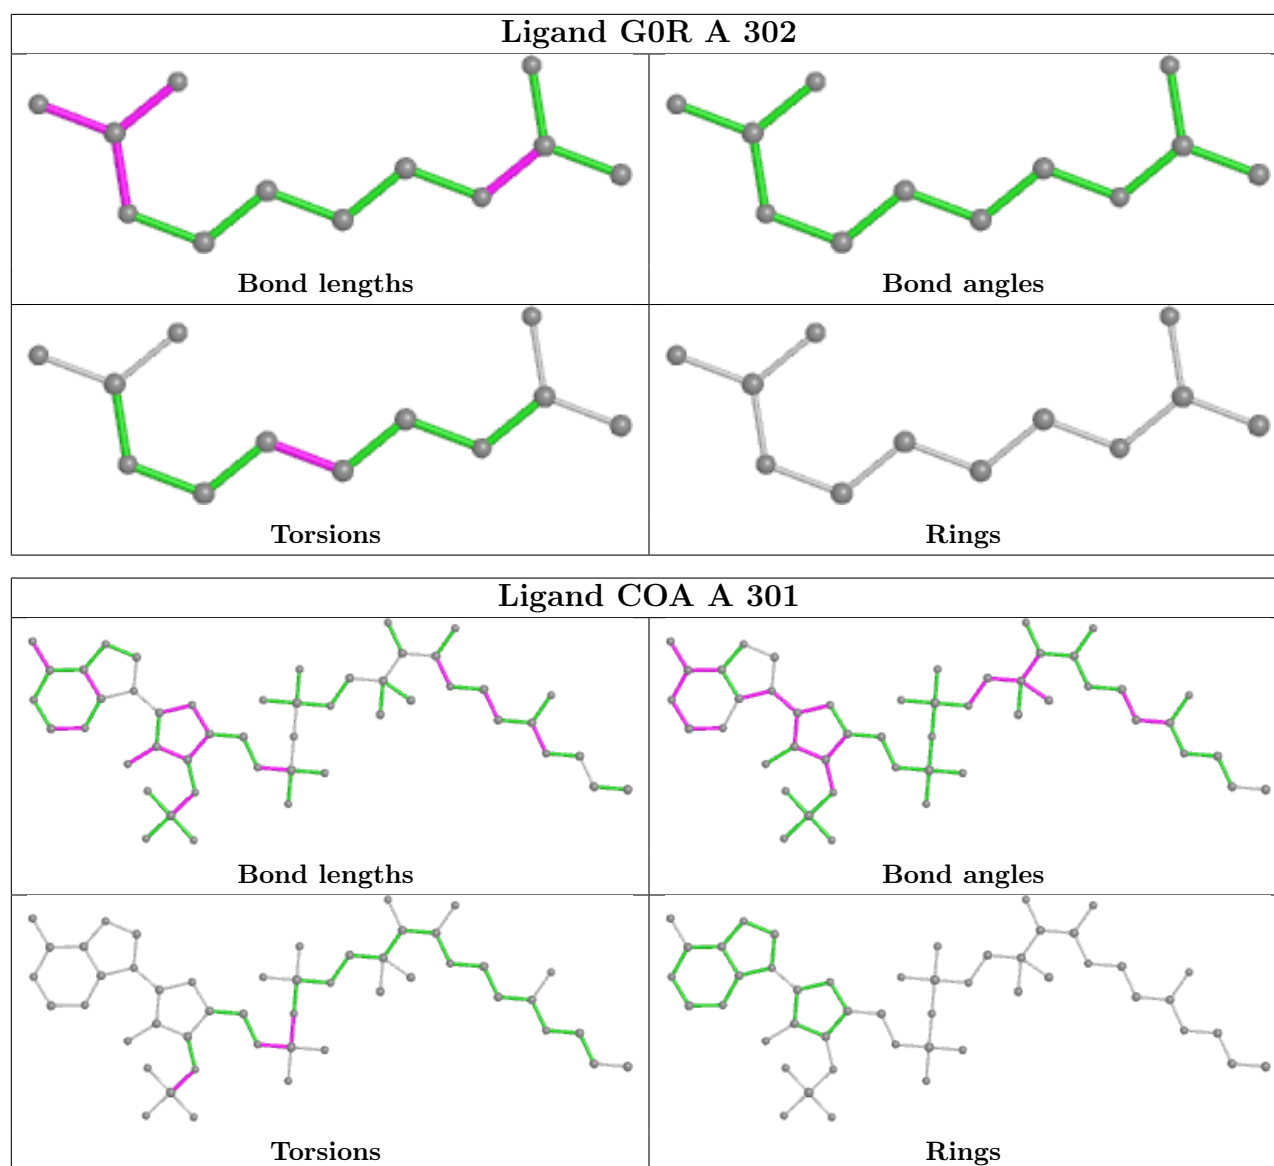 Ligand G0R A 302
Bond lengths
Bond angles
Torsions
Rings
Ligand COA A 301
Bond lengths
Bond angles
Torsions
Rings